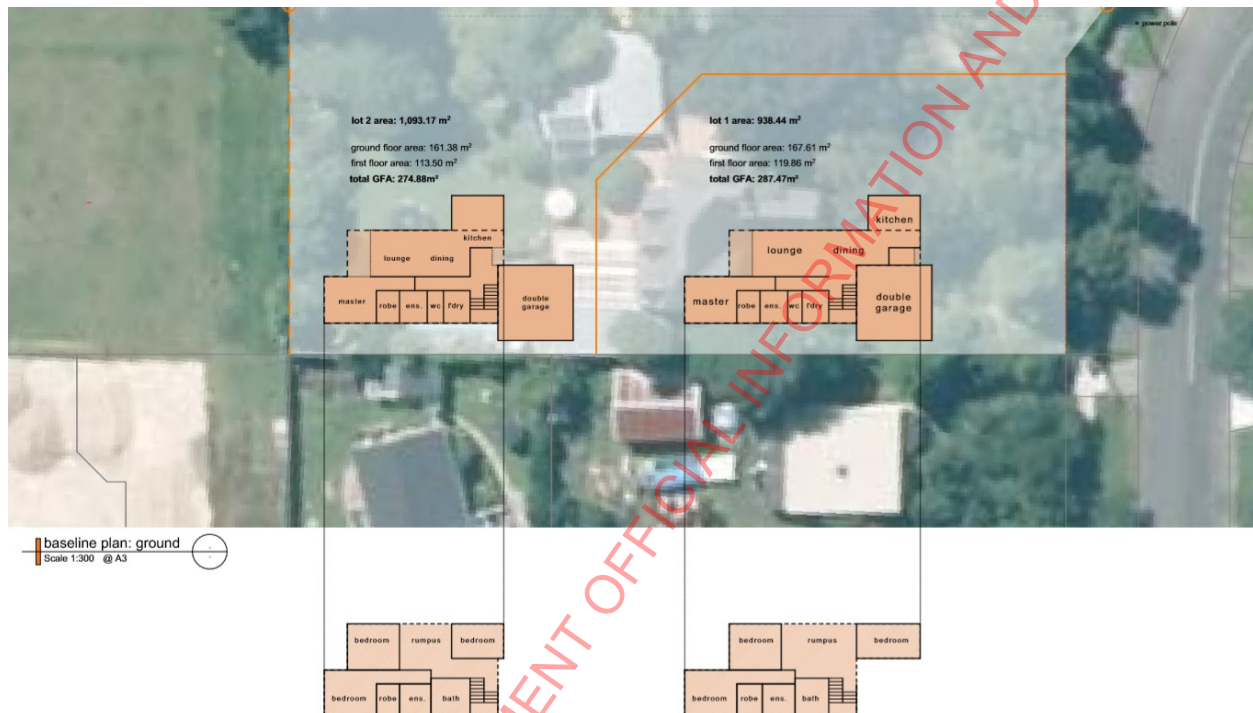 power pole
lot 2 area: 1,093.17 m²
ground floor area: 161.38 m²
first floor area: 113.50 m²
total GFA: 274.88m²
lot 1 area: 938.44 m²
ground floor area: 167.61 m²
first floor area: 119.86 m²
total GFA: 287.47m²
kitchen
lounge dining
master
robe ens. wc l'dry
double
garage
kitchen
lounge dining
master
robe ens. wc l'dry
double
garage
MENT OFFICIAL INFORMATION AND
baseline plan: ground
Scale 1:300 @ A3
bedroom rumpus bedroom
bedroom robe ens. bath
bedroom rumpus bedroom
bedroom robe ens. bath